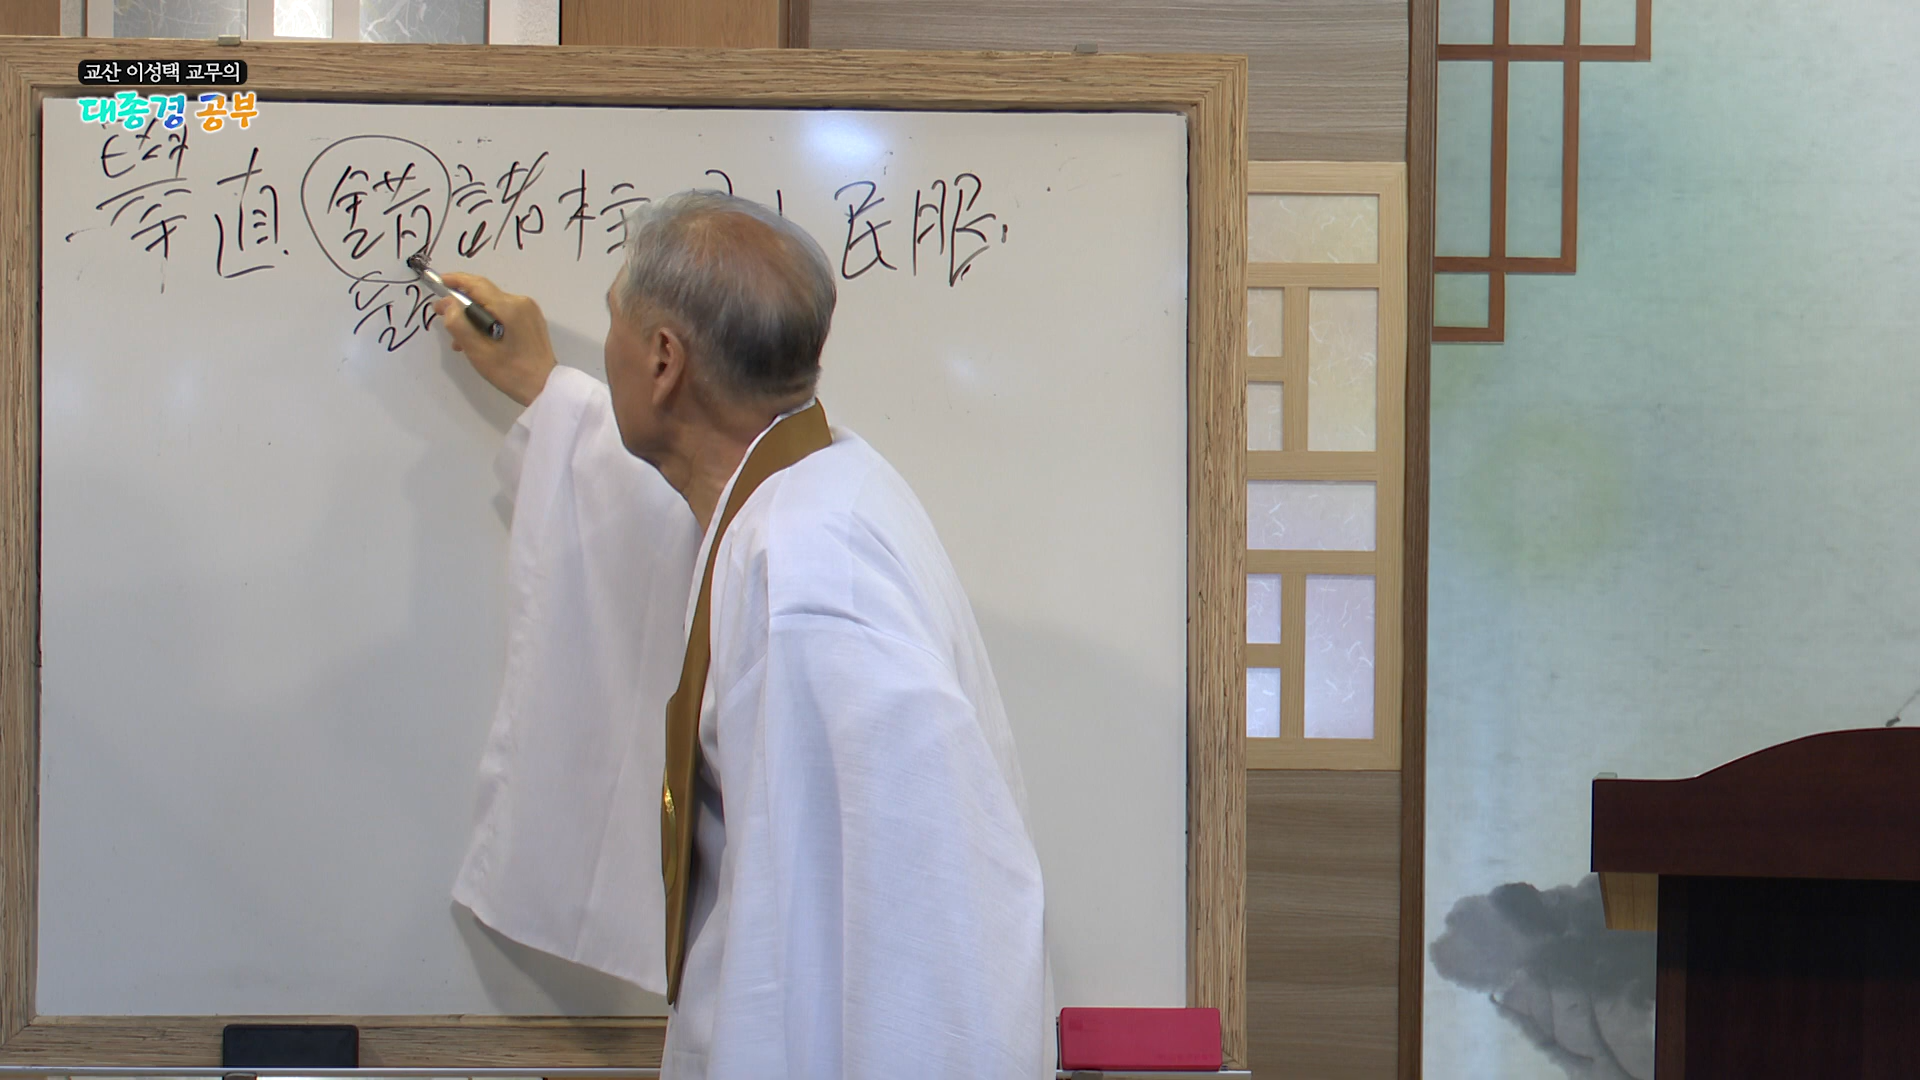 교산 이성택 교무의
대종경 공부
擧直錯諸枉 民服